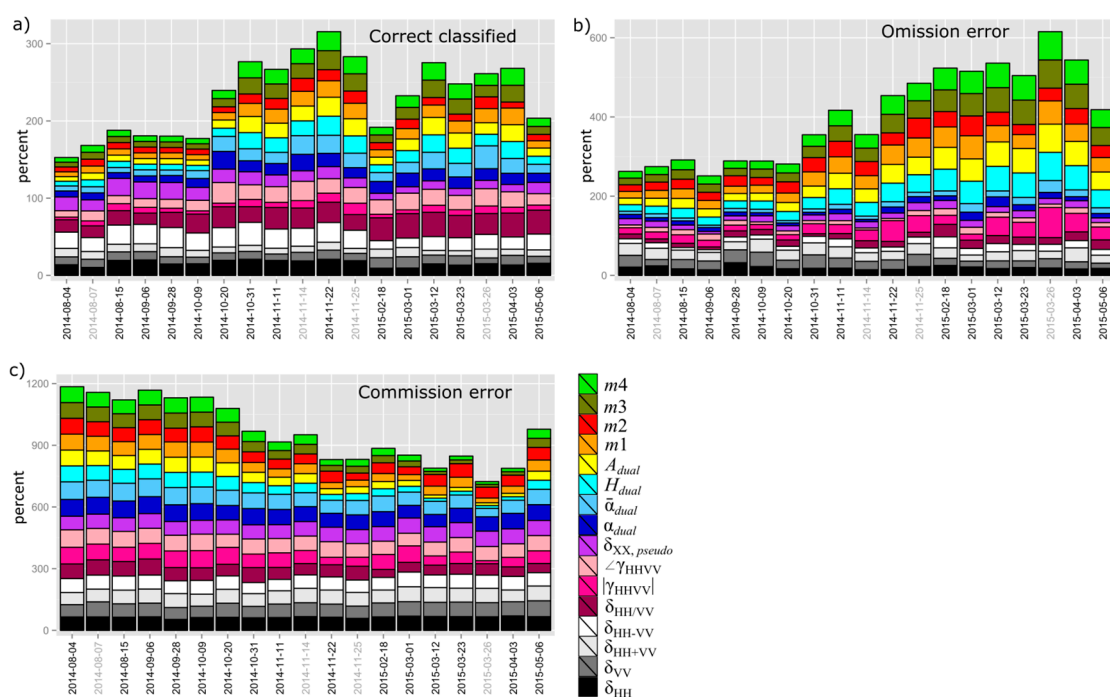 a)
Correct classified
percent
300
200
100
0
2014-08-04
2014-08-07
2014-08-15
2014-09-06
2014-09-28
2014-10-09
2014-10-20
2014-10-31
2014-11-11
2014-11-14
2014-11-22
2014-11-25
2015-02-18
2015-03-01
2015-03-12
2015-03-23
2015-03-26
2015-04-03
2015-05-06
b)
Omission error
percent
600
400
200
0
2014-08-04
2014-08-07
2014-08-15
2014-09-06
2014-09-28
2014-10-09
2014-10-20
2014-10-31
2014-11-11
2014-11-14
2014-11-22
2014-11-25
2015-02-18
2015-03-01
2015-03-12
2015-03-23
2015-03-26
2015-04-03
2015-05-06
c)
Commission error
percent
1200
900
600
300
0
2014-08-04
2014-08-07
2014-08-15
2014-09-06
2014-09-28
2014-10-09
2014-10-20
2014-10-31
2014-11-11
2014-11-14
2014-11-22
2014-11-25
2015-02-18
2015-03-01
2015-03-12
2015-03-23
2015-03-26
2015-04-03
2015-05-06
m4
m3
m2
m1
A_dual
H_dual
ᾱ_dual
α_dual
δ_XX, pseudo
∠γ_HHVV
|γ_HHVV|
δ_HH/VV
δ_HH-VV
δ_HH+VV
δ_VV
δ_HH